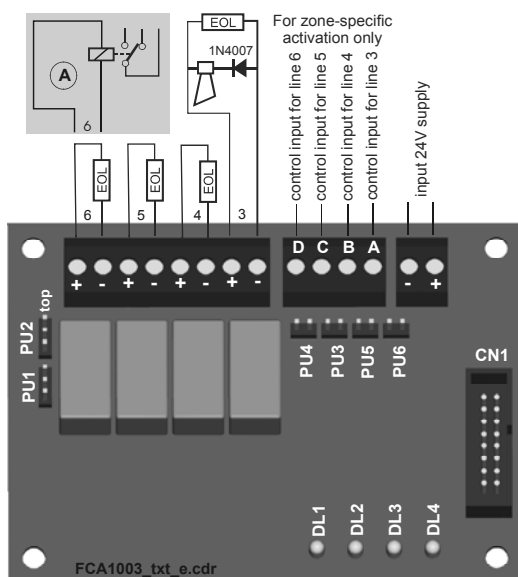 EOL
1N4007
For zone-specific
activation only
A
6
control input for line 6
control input for line 5
control input for line 4
control input for line 3
input 24V supply
EOL
EOL
EOL
6
5
4
3
D C B A
+ - + - + - + -
- +
top
PU2
PU1
PU4
PU3
PU5
PU6
CN1
DL1
DL2
DL3
DL4
FCA1003_txt_e.cdr